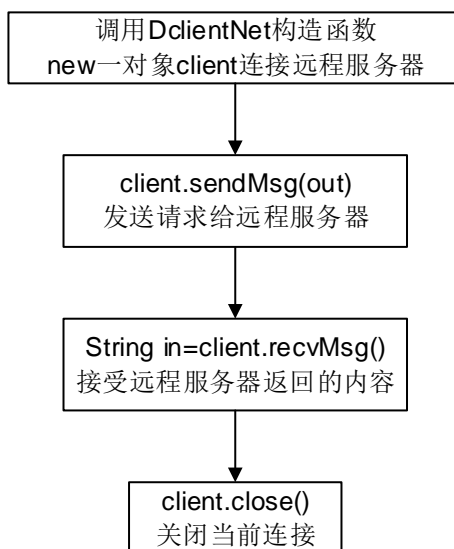 调用DclientNet构造函数
new一对象client连接远程服务器
client.sendMsg(out)
发送请求给远程服务器
String in=client.recvMsg()
接受远程服务器返回的内容
client.close()
关闭当前连接